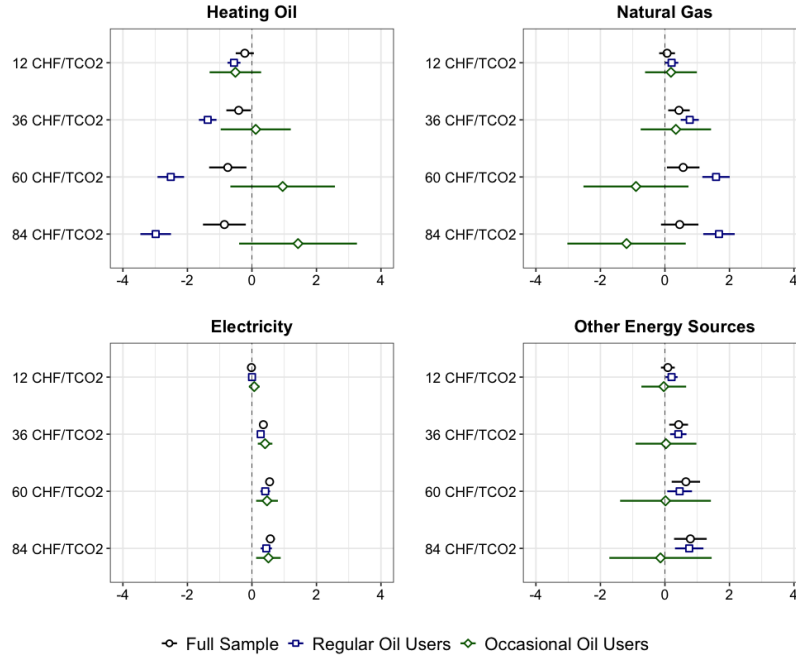 Heating Oil
12 CHF/TCO2
36 CHF/TCO2
60 CHF/TCO2
84 CHF/TCO2
-4 -2 0 2 4
Natural Gas
12 CHF/TCO2
36 CHF/TCO2
60 CHF/TCO2
84 CHF/TCO2
-4 -2 0 2 4
Electricity
12 CHF/TCO2
36 CHF/TCO2
60 CHF/TCO2
84 CHF/TCO2
-4 -2 0 2 4
Other Energy Sources
12 CHF/TCO2
36 CHF/TCO2
60 CHF/TCO2
84 CHF/TCO2
-4 -2 0 2 4
Full Sample Regular Oil Users Occasional Oil Users